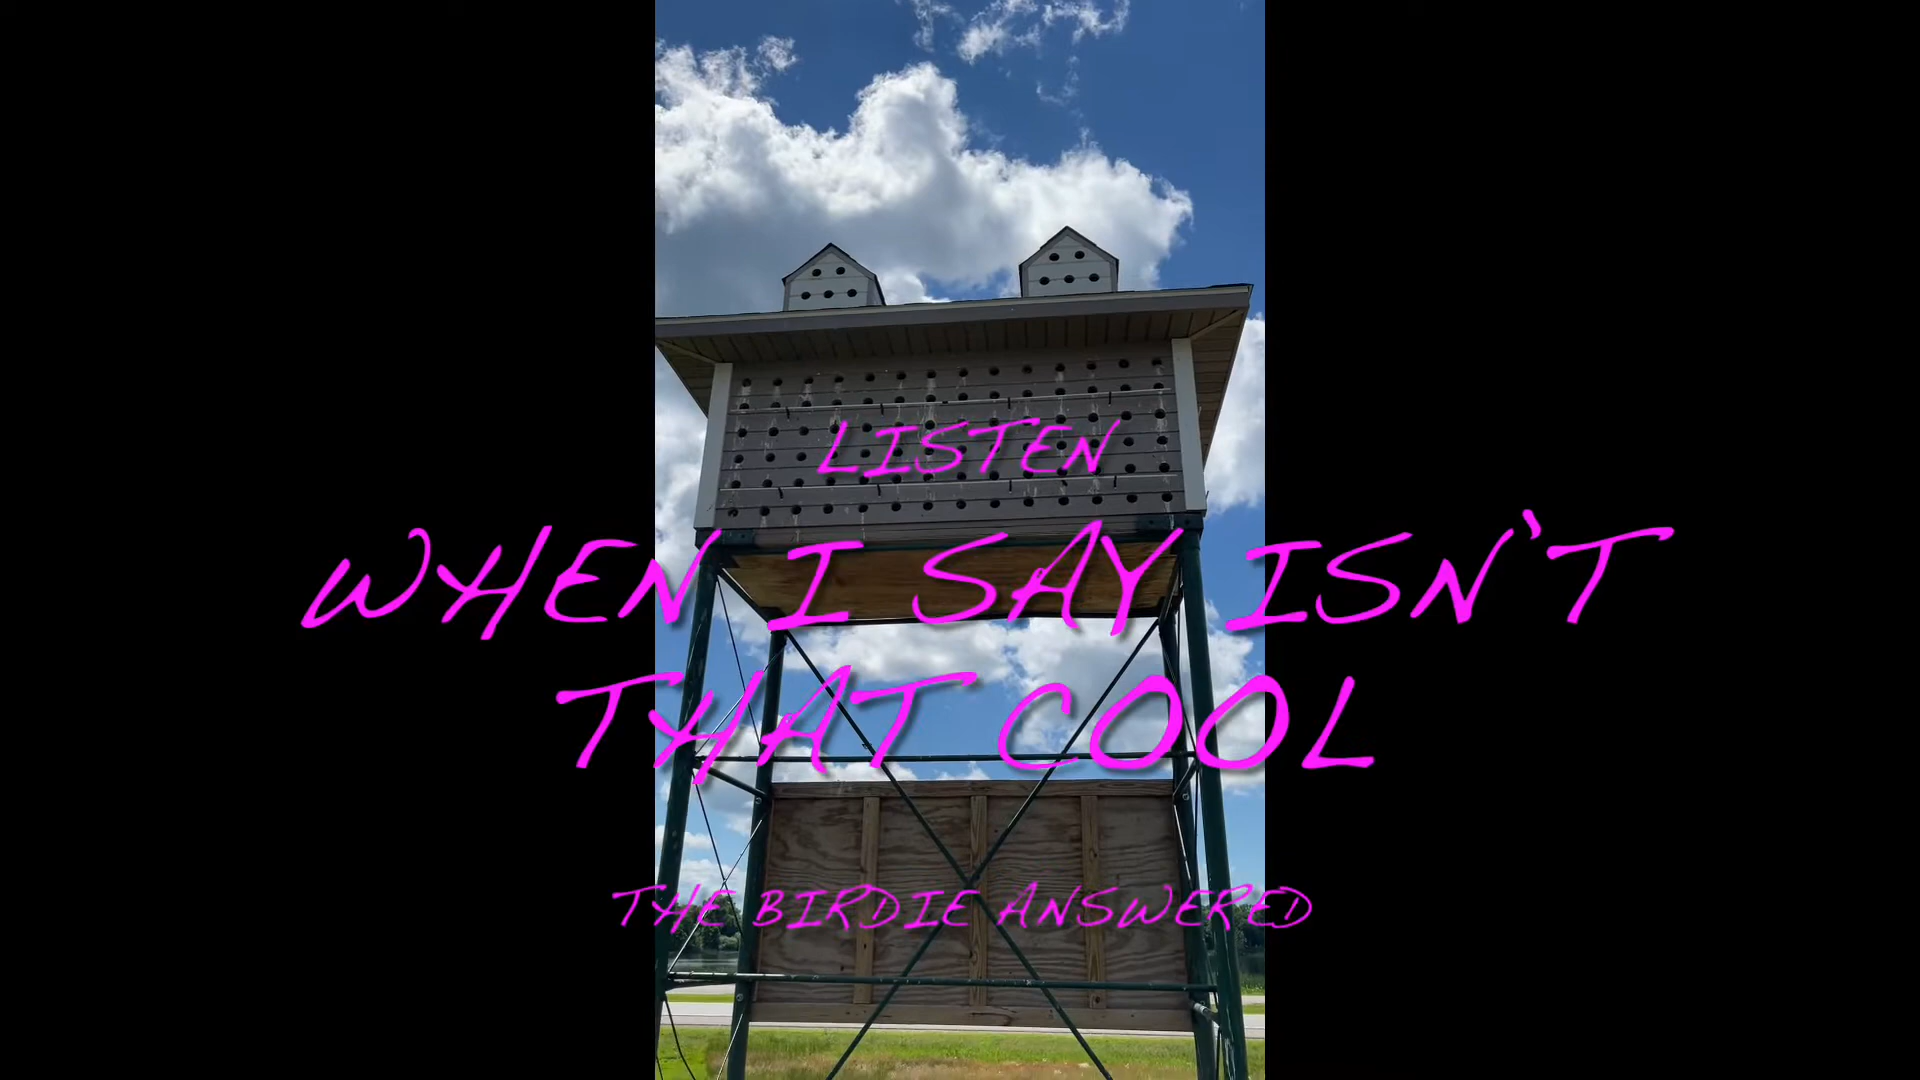 LISTEN
WHEN I SAY ISN'T
THAT COOL
THE BIRDIE ANSWERED